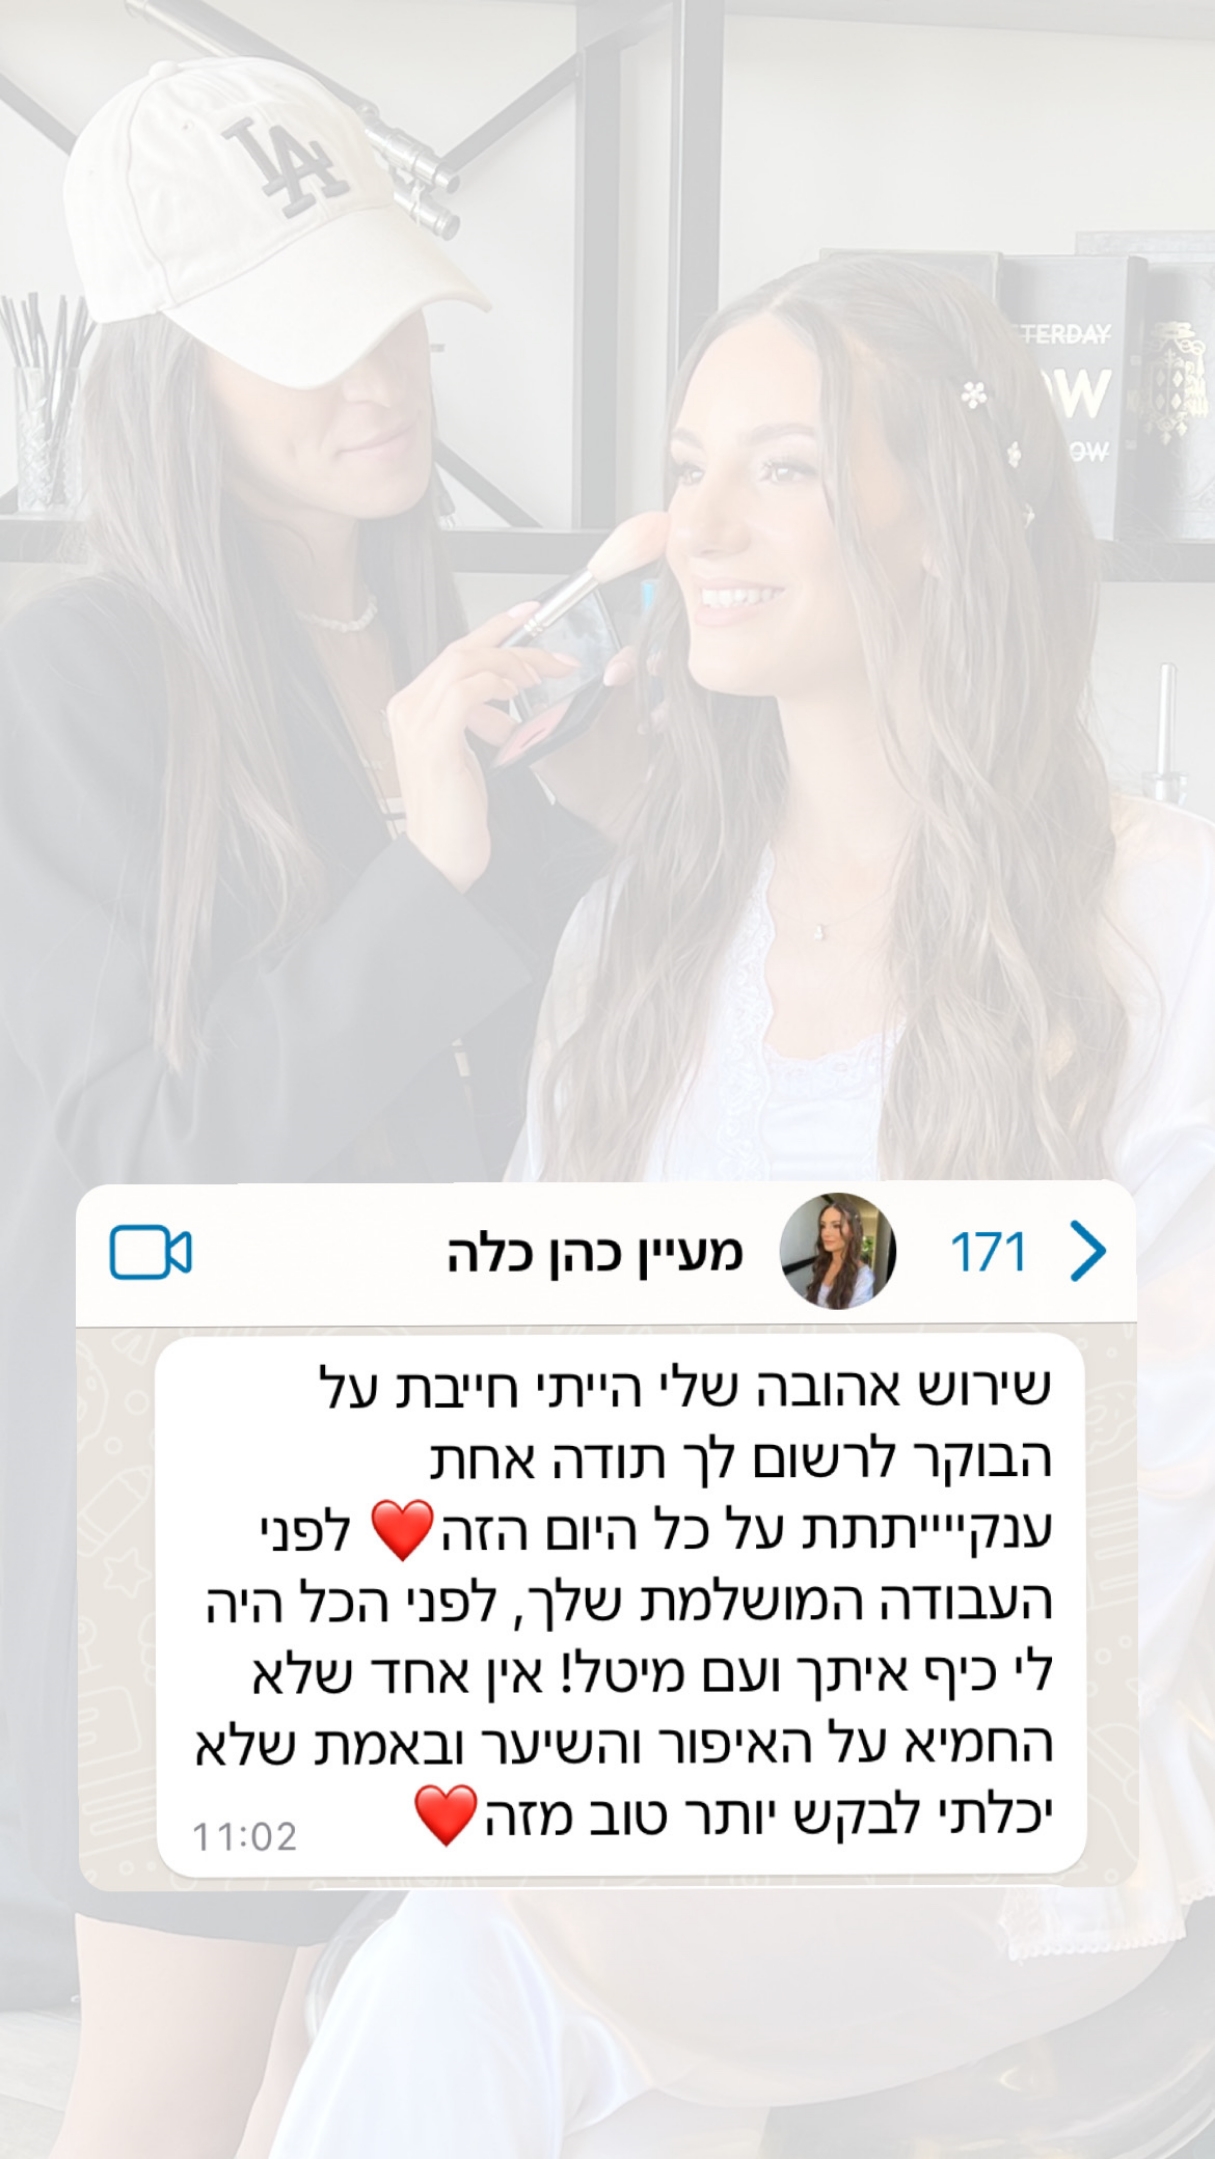 LA
TERDAY
OW
OW
171
מעיין כהן כלה
שירוש אהובה שלי הייתי חייבת על
הבוקר לרשום לך תודה אחת
ענקיייייתתת על כל היום הזה❤️ לפני
העבודה המושלמת שלך, לפני הכל היה
לי כיף איתך ועם מיטל! אין אחד שלא
החמיא על האיפור והשיער ובאמת שלא
יכלתי לבקש יותר טוב מזה❤️
11:02